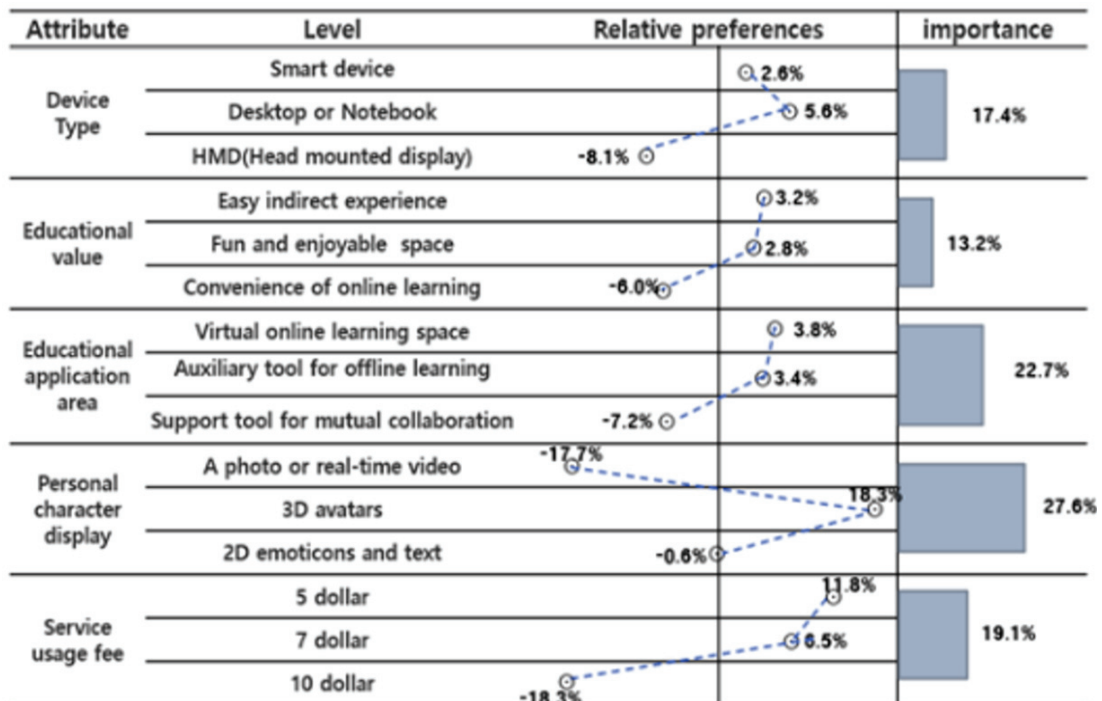 Attribute Level Relative preferences importance
Smart device 2.6%
Device Type Desktop or Notebook 5.6% 17.4%
HMD(Head mounted display) -8.1%
Easy indirect experience 3.2%
Educational value Fun and enjoyable space 2.8% 13.2%
Convenience of online learning -6.0%
Virtual online learning space 3.8%
Educational application area Auxiliary tool for offline learning 3.4% 22.7%
Support tool for mutual collaboration -7.2%
A photo or real-time video -17.7%
Personal character display 3D avatars 18.3% 27.6%
2D emoticons and text -0.6%
5 dollar 11.8%
Service usage fee 7 dollar 6.5% 19.1%
10 dollar -18.3%